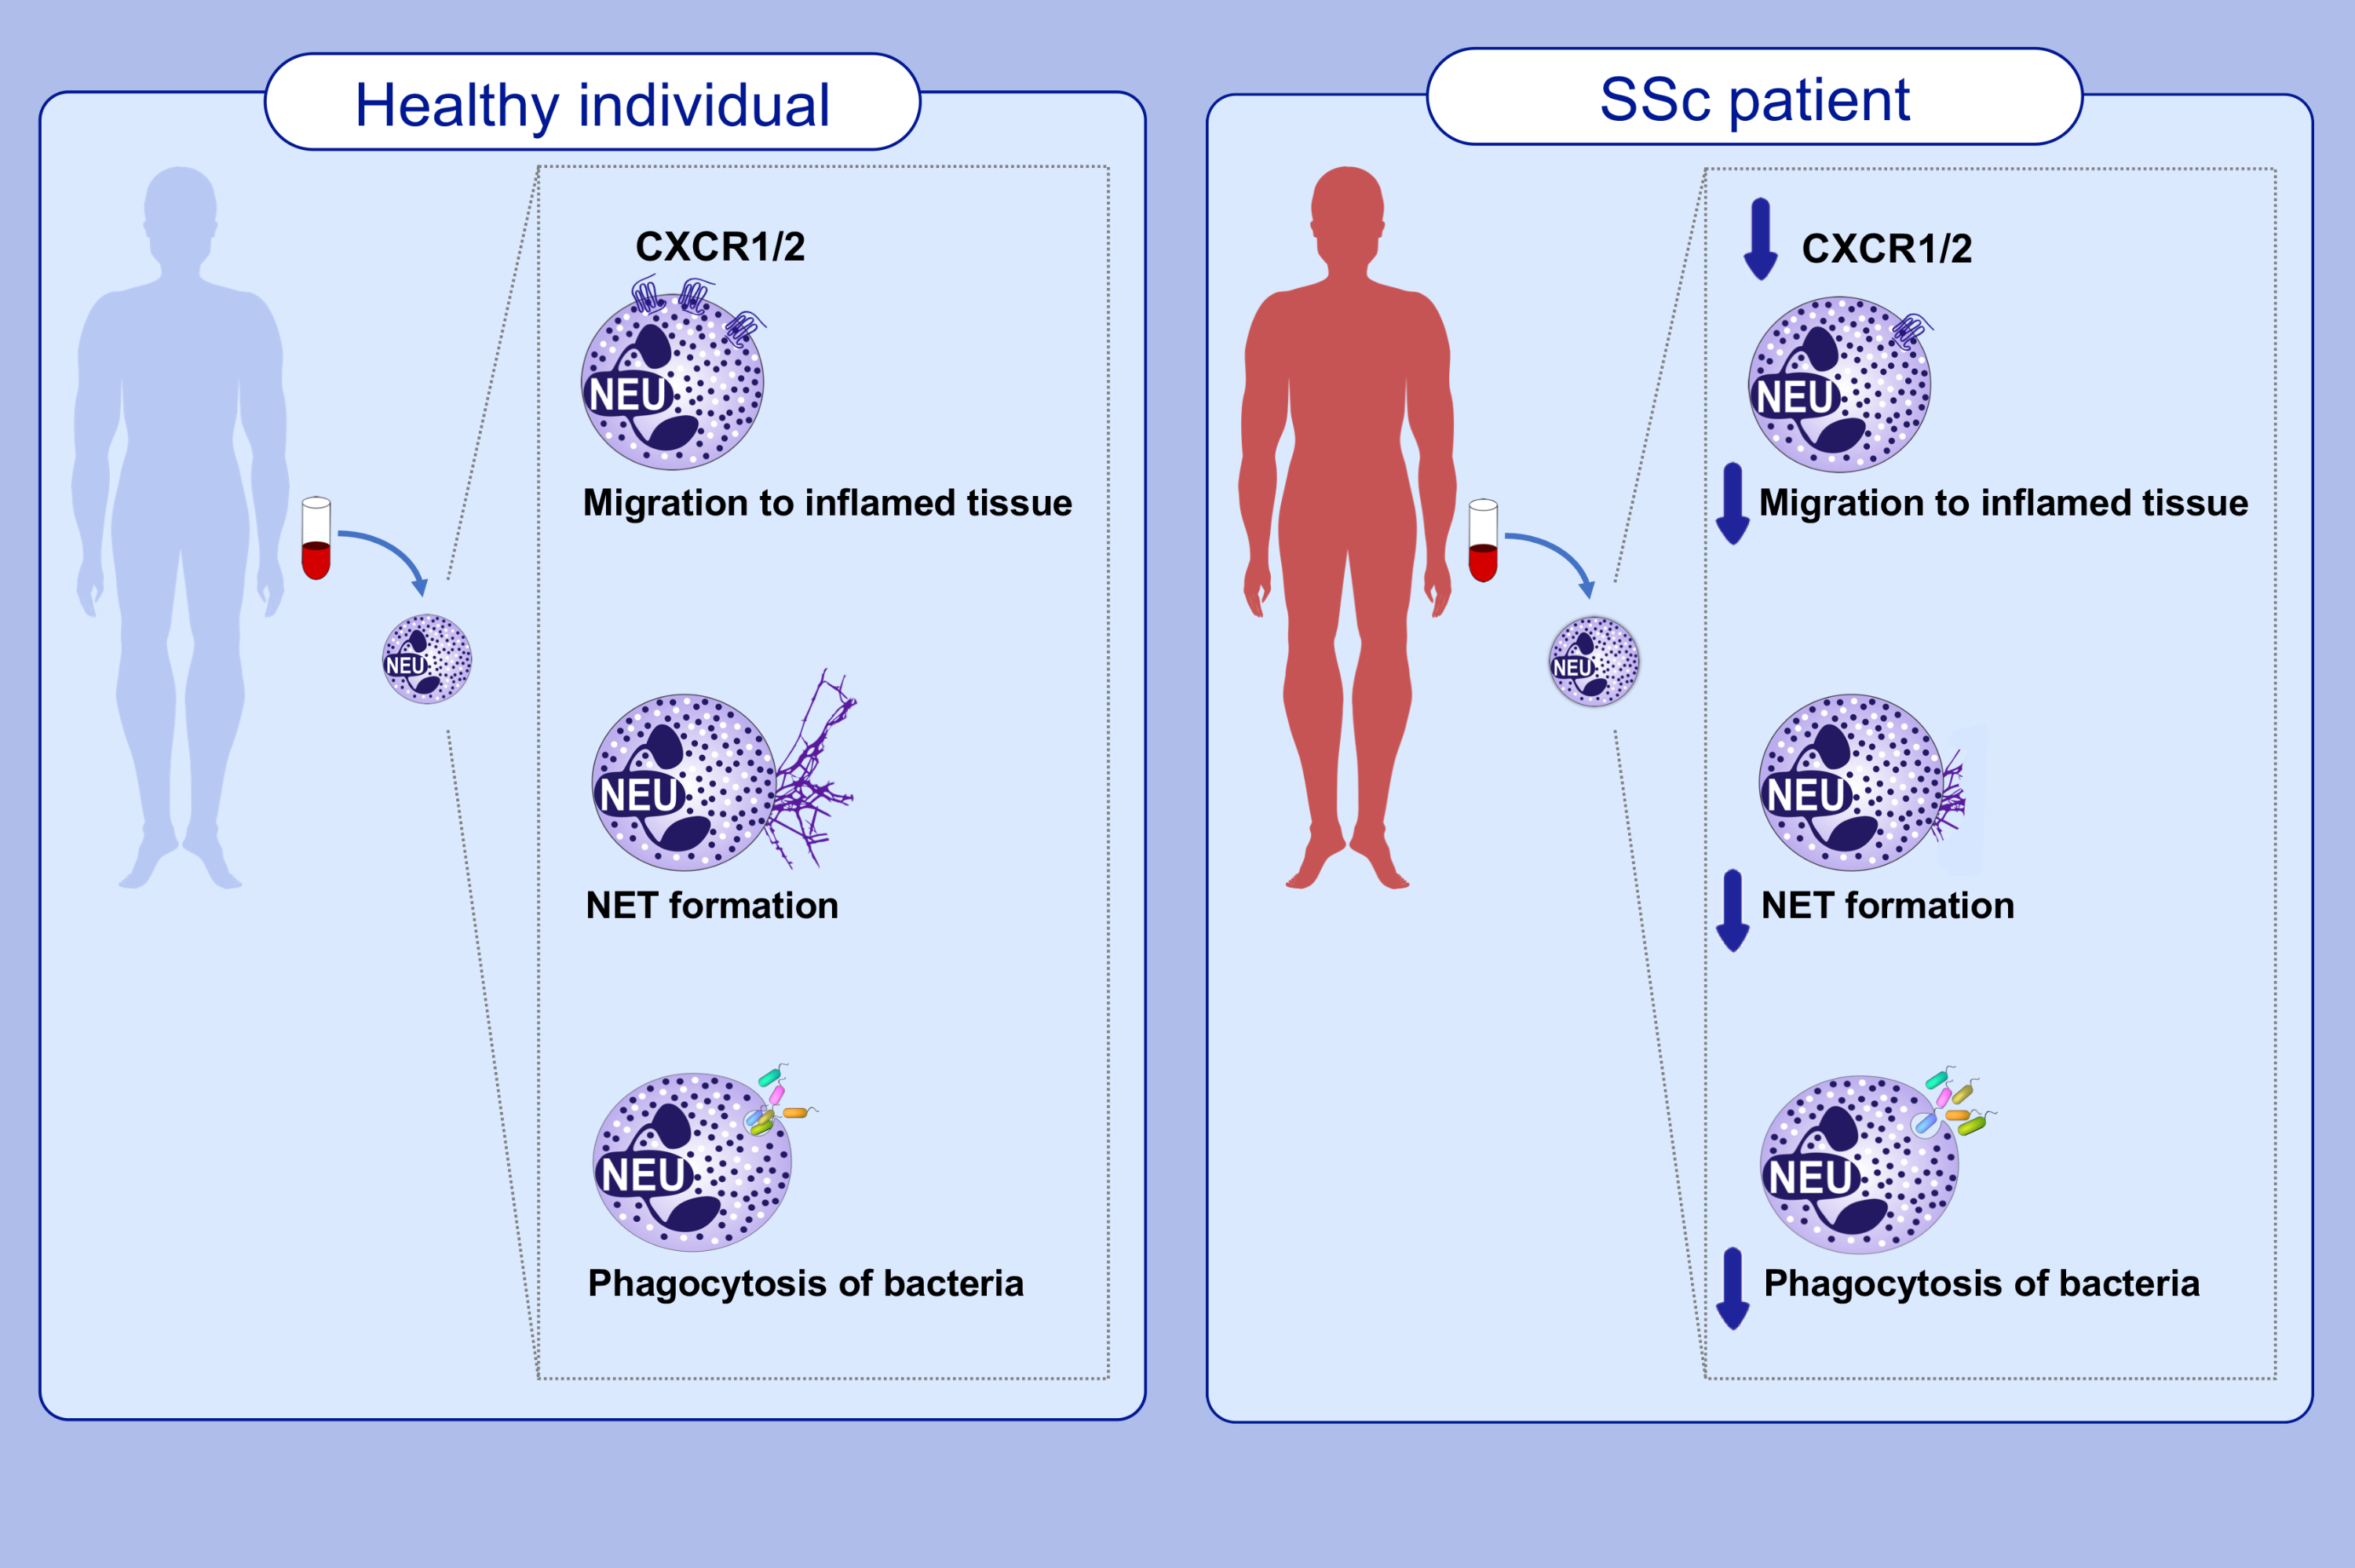 Healthy individual
CXCR1/2
NEU
Migration to inflamed tissue
NEU
NEU
NET formation
NEU
Phagocytosis of bacteria
SSc patient
CXCR1/2
NEU
Migration to inflamed tissue
NEU
NEU
NET formation
NEU
Phagocytosis of bacteria